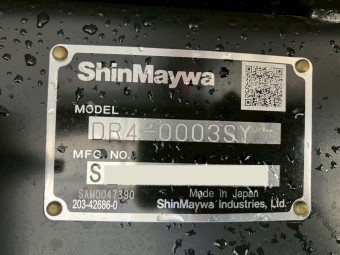 ShinMaywa
MODEL
DR4-0003SY
MFG NO.
S
SAM0047390
Made in Japan
203-42686-0
ShinMaywa Industries, Ltd.